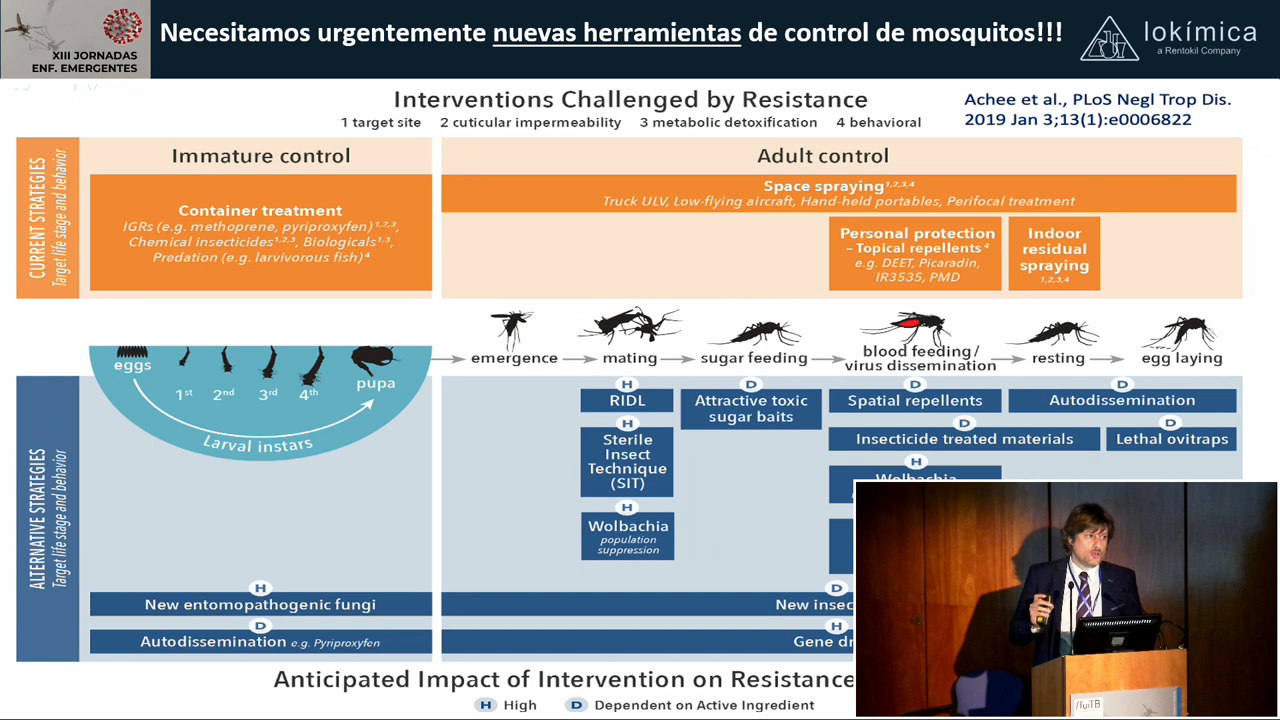 XIII JORNADAS
ENF. EMERGENTES
Necesitamos urgentemente nuevas herramientas de control de mosquitos!!!
lokímica
a Rentokil Company
Interventions Challenged by Resistance
1 target site 2 cuticular impermeability 3 metabolic detoxification 4 behavioral
Achee et al., PLoS Negl Trop Dis.
2019 Jan 3;13(1):e0006822
CURRENT STRATEGIES
Target life stage and behavior
Immature control
Container treatment
IGRs (e.g. methoprene, pyriproxyfen)1,2,3,
Chemical insecticides1,2,3, Biologicals1,3,
Predation (e.g. larvivorous fish)4
Adult control
Space spraying1,2,3,4
Truck ULV, Low-flying aircraft, Hand-held portables, Perifocal treatment
Personal protection
– Topical repellents4
e.g. DEET, Picaradin,
IR3535, PMD
Indoor
residual
spraying
1,2,3,4
eggs
1st
2nd
3rd
4th
pupa
Larval instars
emergence
mating
sugar feeding
blood feeding/
virus dissemination
resting
egg laying
ALTERNATIVE STRATEGIES
Target life stage and behavior
H
RIDL
H
Sterile
Insect
Technique
(SIT)
H
Wolbachia
population
suppression
D
Attractive toxic
sugar baits
D
Spatial repellents
D
Autodissemination
D
Insecticide treated materials
D
Lethal ovitraps
H
Wolbachia
H
New entomopathogenic fungi
D
New insec
D
Autodissemination e.g. Pyriproxyfen
H
Gene dr
Anticipated Impact of Intervention on Resistance
H High D Dependent on Active Ingredient
/fuiTB